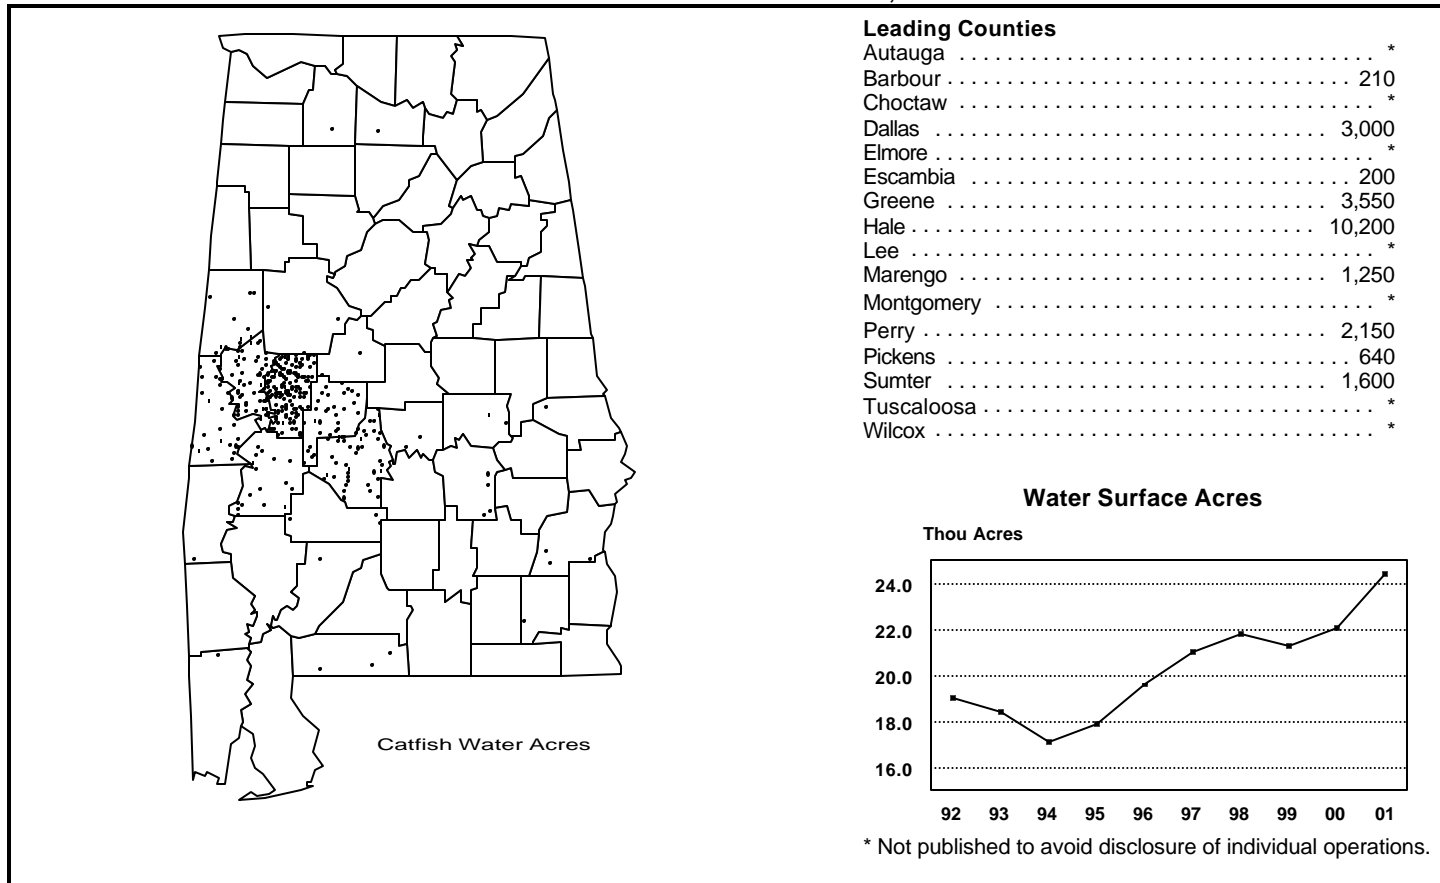 Leading Counties
Autauga . . . . . . . . . . . . . . . . . . . . . . . . . . . . . . . . . . . *
Barbour . . . . . . . . . . . . . . . . . . . . . . . . . . . . . . . . . . 210
Choctaw . . . . . . . . . . . . . . . . . . . . . . . . . . . . . . . . . . . *
Dallas . . . . . . . . . . . . . . . . . . . . . . . . . . . . . . . . . 3,000
Elmore . . . . . . . . . . . . . . . . . . . . . . . . . . . . . . . . . . . . . *
Escambia . . . . . . . . . . . . . . . . . . . . . . . . . . . . . . . . 200
Greene . . . . . . . . . . . . . . . . . . . . . . . . . . . . . . . . 3,550
Hale . . . . . . . . . . . . . . . . . . . . . . . . . . . . . . . . . . 10,200
Lee . . . . . . . . . . . . . . . . . . . . . . . . . . . . . . . . . . . . . . . *
Marengo . . . . . . . . . . . . . . . . . . . . . . . . . . . . . . 1,250
Montgomery . . . . . . . . . . . . . . . . . . . . . . . . . . . . . . . . *
Perry . . . . . . . . . . . . . . . . . . . . . . . . . . . . . . . . . . 2,150
Pickens . . . . . . . . . . . . . . . . . . . . . . . . . . . . . . . . . . 640
Sumter . . . . . . . . . . . . . . . . . . . . . . . . . . . . . . . . 1,600
Tuscaloosa . . . . . . . . . . . . . . . . . . . . . . . . . . . . . . . . . *
Wilcox . . . . . . . . . . . . . . . . . . . . . . . . . . . . . . . . . . . . . *
Water Surface Acres
Thou Acres
24.0
22.0
20.0
18.0
16.0
92 93 94 95 96 97 98 99 00 01
* Not published to avoid disclosure of individual operations.
Catfish Water Acres